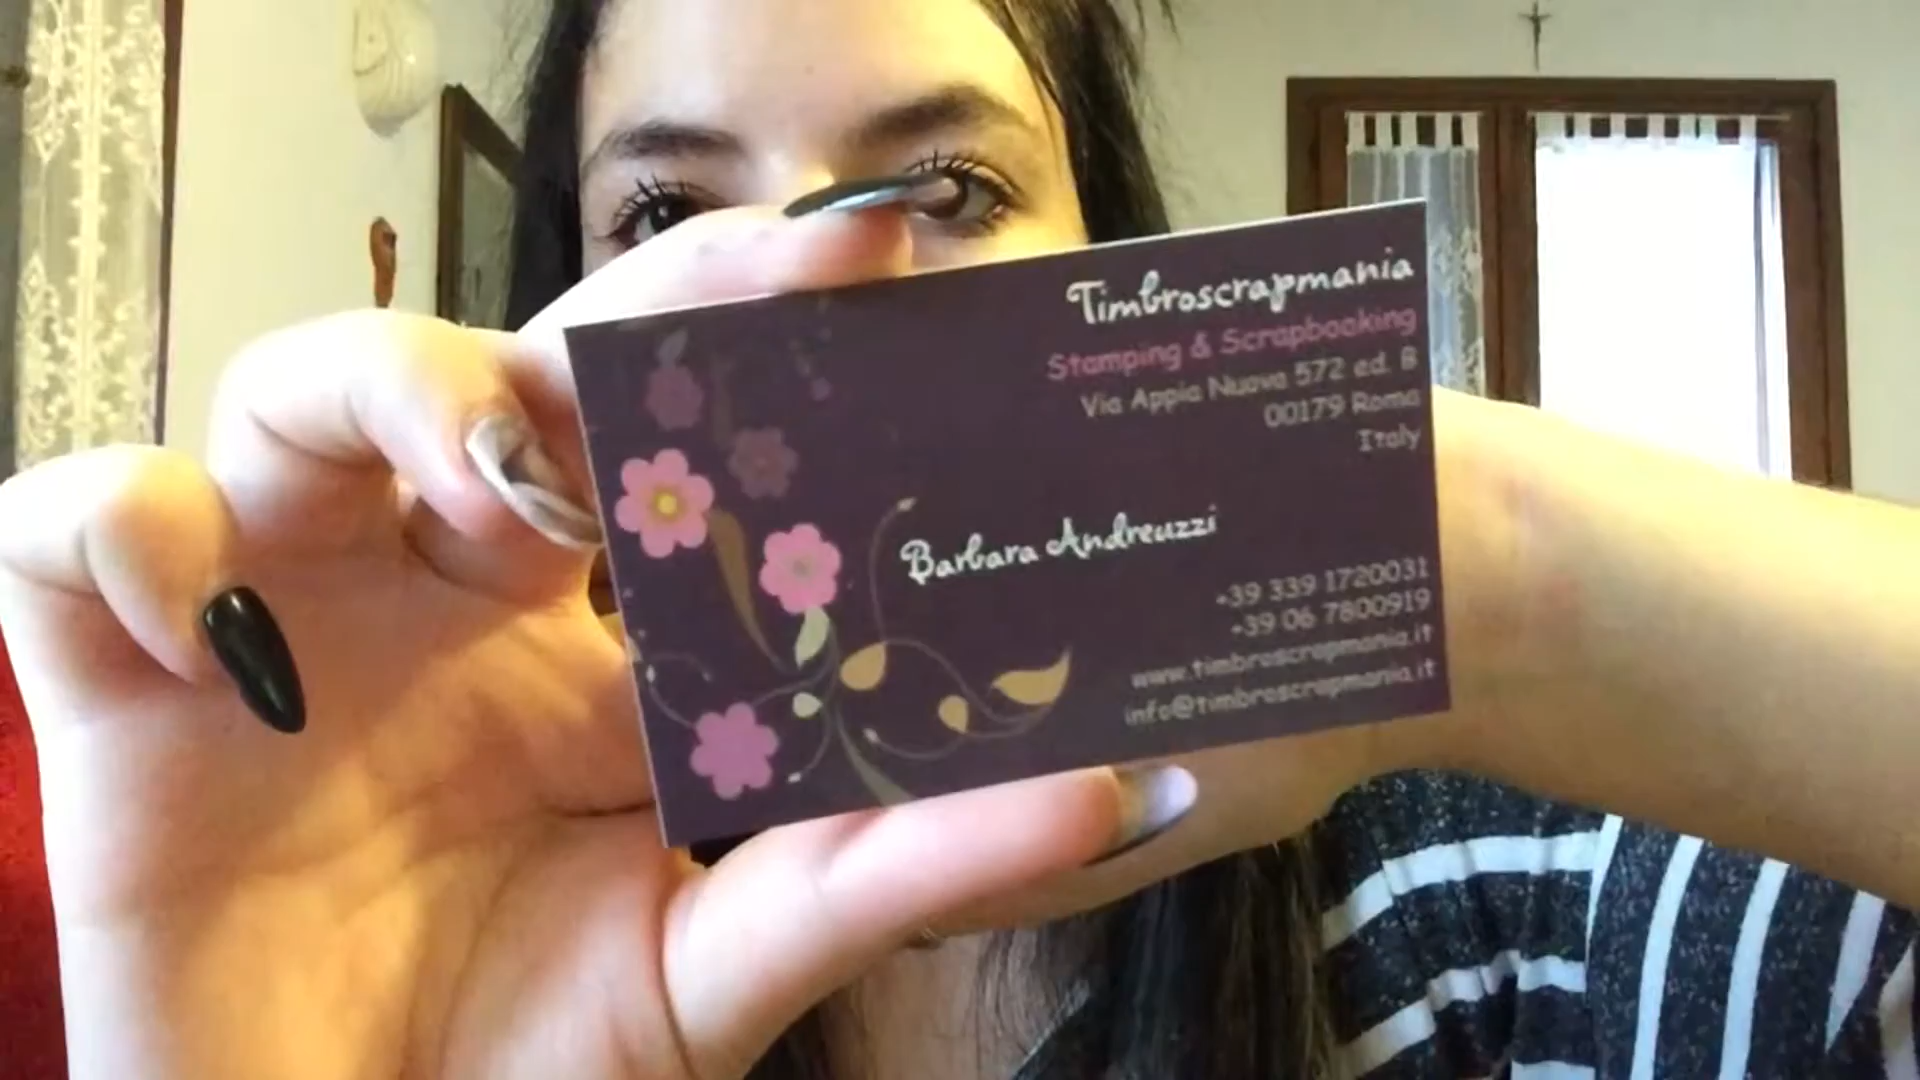 Timbroscrapmania
Stamping & Scrapbooking
Via Appia Nuova 572 ed. B
00179 Roma
Italy
Barbara Andreuzzi
+39 339 1720031
+39 06 7800919
www.timbroscrapmania.it
info@timbroscrapmania.it